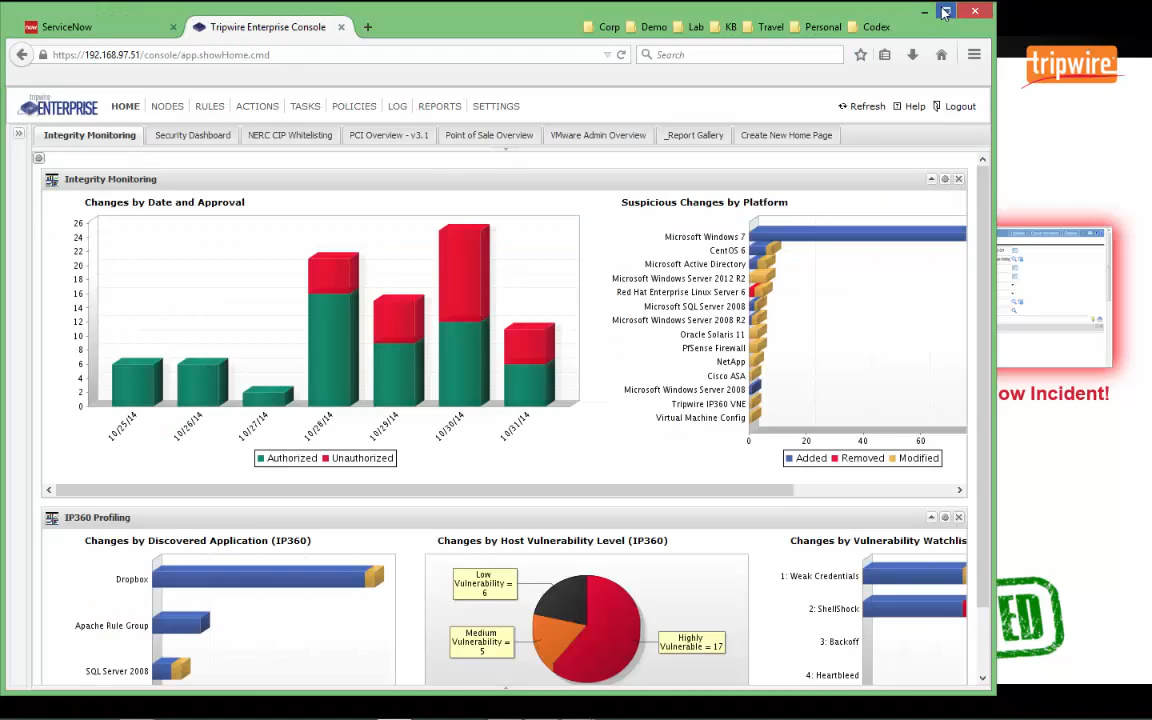 now ServiceNow
Tripwire Enterprise Console
Corp Demo Lab KB Travel Personal Codex
https://192.168.97.51/console/app.showHome.cmd
Search
tripwire
tripwire
ENTERPRISE
HOME NODES RULES ACTIONS TASKS POLICIES LOG REPORTS SETTINGS
Refresh Help Logout
Integrity Monitoring Security Dashboard NERC CIP Whitelisting PCI Overview - v3.1 Point of Sale Overview VMware Admin Overview _Report Gallery Create New Home Page
Integrity Monitoring
Changes by Date and Approval
26
24
22
20
18
16
14
12
10
8
6
4
2
0
10/25/14 10/26/14 10/27/14 10/28/14 10/29/14 10/30/14 10/31/14
Authorized Unauthorized
Suspicious Changes by Platform
Microsoft Windows 7
CentOS 6
Microsoft Active Directory
Microsoft Windows Server 2012 R2
Red Hat Enterprise Linux Server 6
Microsoft SQL Server 2008
Microsoft Windows Server 2008 R2
Oracle Solaris 11
PfSense Firewall
NetApp
Cisco ASA
Microsoft Windows Server 2008
Tripwire IP360 VNE
Virtual Machine Config
0 20 40 60
Added Removed Modified
ow Incident!
IP360 Profiling
Changes by Discovered Application (IP360)
Dropbox
Apache Rule Group
SQL Server 2008
Changes by Host Vulnerability Level (IP360)
Low
Vulnerability =
6
Medium
Vulnerability =
5
Highly
Vulnerable = 17
Changes by Vulnerability Watchlis
1: Weak Credentials
2: ShellShock
3: Backoff
4: Heartbleed
ED